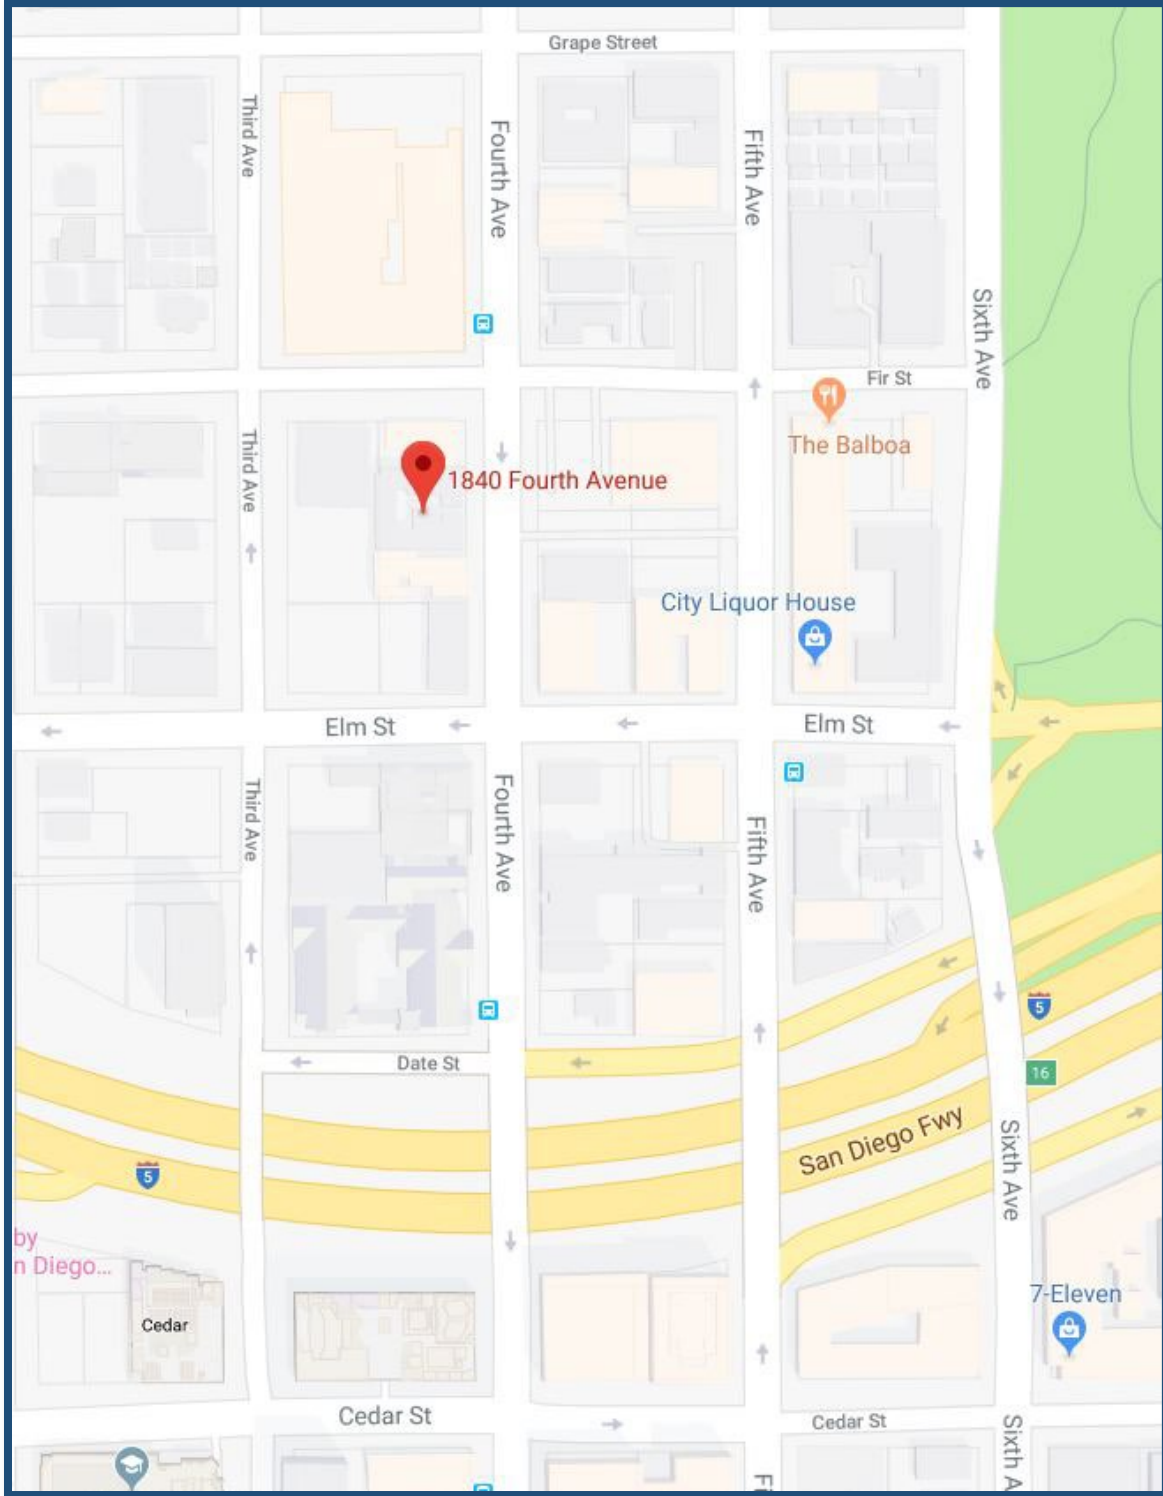 Grape Street
Third Ave
Fourth Ave
Fifth Ave
Sixth Ave
Fir St
The Balboa
Third Ave
1840 Fourth Avenue
City Liquor House
Elm St
Elm St
Third Ave
Fourth Ave
Fifth Ave
5
Date St
16
San Diego Fwy
Sixth Ave
5
by
n Diego...
7-Eleven
Cedar
Cedar St
Cedar St
Sixth A
Fi